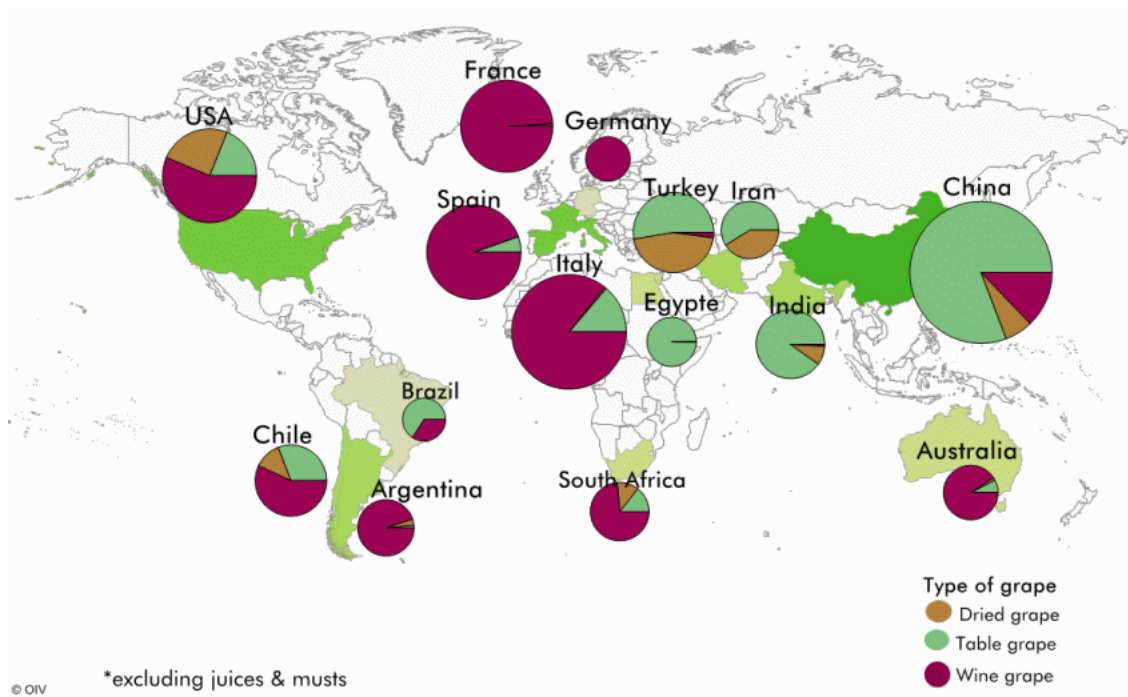 France
USA
Germany
Turkey
Iran
China
Spain
Italy
Egypte
India
Brazil
Chile
Argentina
South Africa
Australia
Type of grape
Dried grape
Table grape
Wine grape
*excluding juices & musts
© OIV